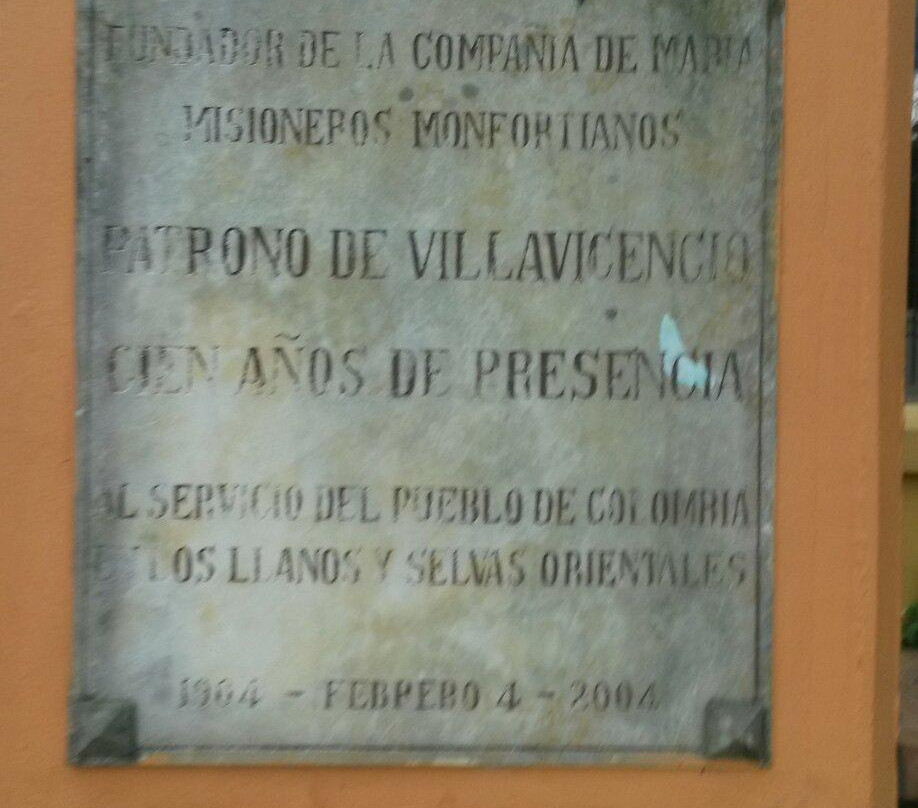 FUNDADOR DE LA COMPAÑIA DE MARIA
MISIONEROS MONFORTIANOS
PATRONO DE VILLAVICENCIO
CIEN AÑOS DE PRESENCIA
AL SERVICIO DEL PUEBLO DE COLOMBIA
EN LOS LLANOS Y SELVAS ORIENTALES
1904 - FEBRERO 4 - 2004